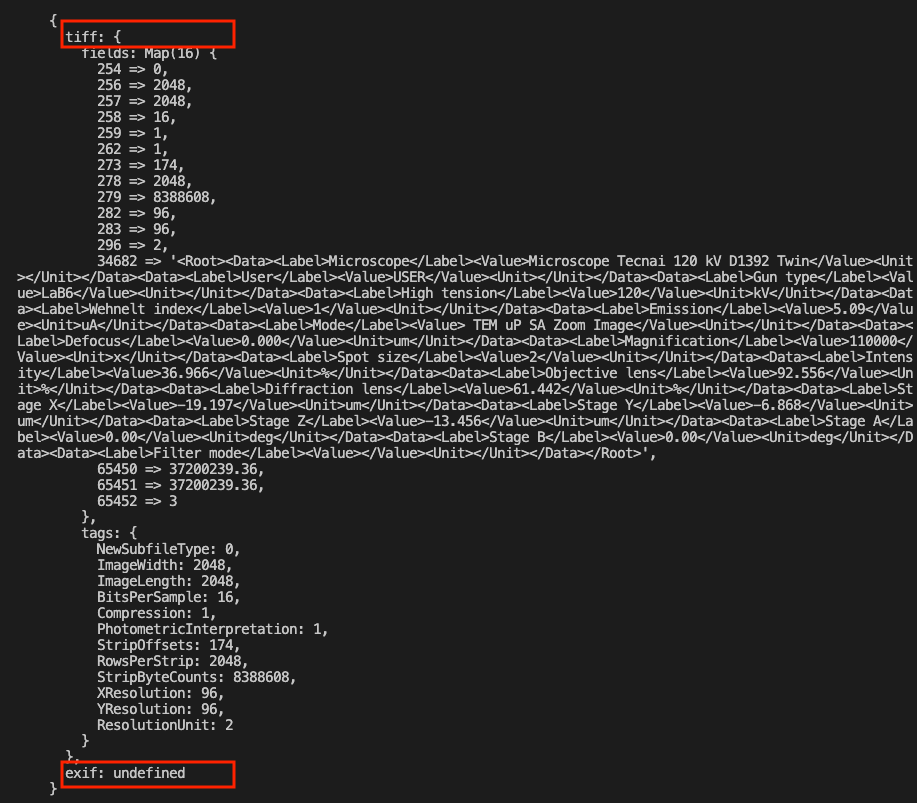 {
tiff: {
fields: Map(16) {
254 => 0,
256 => 2048,
257 => 2048,
258 => 16,
259 => 1,
262 => 1,
273 => 174,
278 => 2048,
279 => 8388608,
282 => 96,
283 => 96,
296 => 2,
34682 => '<Root><Data><Label>Microscope</Label><Value>Microscope Tecnai 120 kV D1392 Twin</Value><Unit
></Unit></Data><Data><Label>User</Label><Value>USER</Value><Unit></Unit></Data><Data><Label>Gun type</Label><Val
ue>LaB6</Value><Unit></Unit></Data><Data><Label>High tension</Label><Value>120</Value><Unit>kV</Unit></Data><Dat
a><Label>Wehnelt index</Label><Value>1</Value><Unit></Unit></Data><Data><Label>Emission</Label><Value>5.09</Valu
e><Unit>uA</Unit></Data><Data><Label>Mode</Label><Value> TEM uP SA Zoom Image</Value><Unit></Unit></Data><Data><
Label>Defocus</Label><Value>0.000</Value><Unit>um</Unit></Data><Data><Label>Magnification</Label><Value>110000</
Value><Unit>x</Unit></Data><Data><Label>Spot size</Label><Value>2</Value><Unit></Unit></Data><Data><Label>Intens
ity</Label><Value>36.966</Value><Unit>%</Unit></Data><Data><Label>Objective lens</Label><Value>92.556</Value><Un
it>%</Unit></Data><Data><Label>Diffraction lens</Label><Value>61.442</Value><Unit>%</Unit></Data><Data><Label>St
age X</Label><Value>-19.197</Value><Unit>um</Unit></Data><Data><Label>Stage Y</Label><Value>-6.868</Value><Unit>
um</Unit></Data><Data><Label>Stage Z</Label><Value>-13.456</Value><Unit>um</Unit></Data><Data><Label>Stage A</La
bel><Value>0.00</Value><Unit>deg</Unit></Data><Data><Label>Stage B</Label><Value>0.00</Value><Unit>deg</Unit></D
ata><Data><Label>Filter mode</Label><Value></Value><Unit></Unit></Data></Root>',
65450 => 37200239.36,
65451 => 37200239.36,
65452 => 3
},
tags: {
NewSubfileType: 0,
ImageWidth: 2048,
ImageLength: 2048,
BitsPerSample: 16,
Compression: 1,
PhotometricInterpretation: 1,
StripOffsets: 174,
RowsPerStrip: 2048,
StripByteCounts: 8388608,
XResolution: 96,
YResolution: 96,
ResolutionUnit: 2
}
},
exif: undefined
}